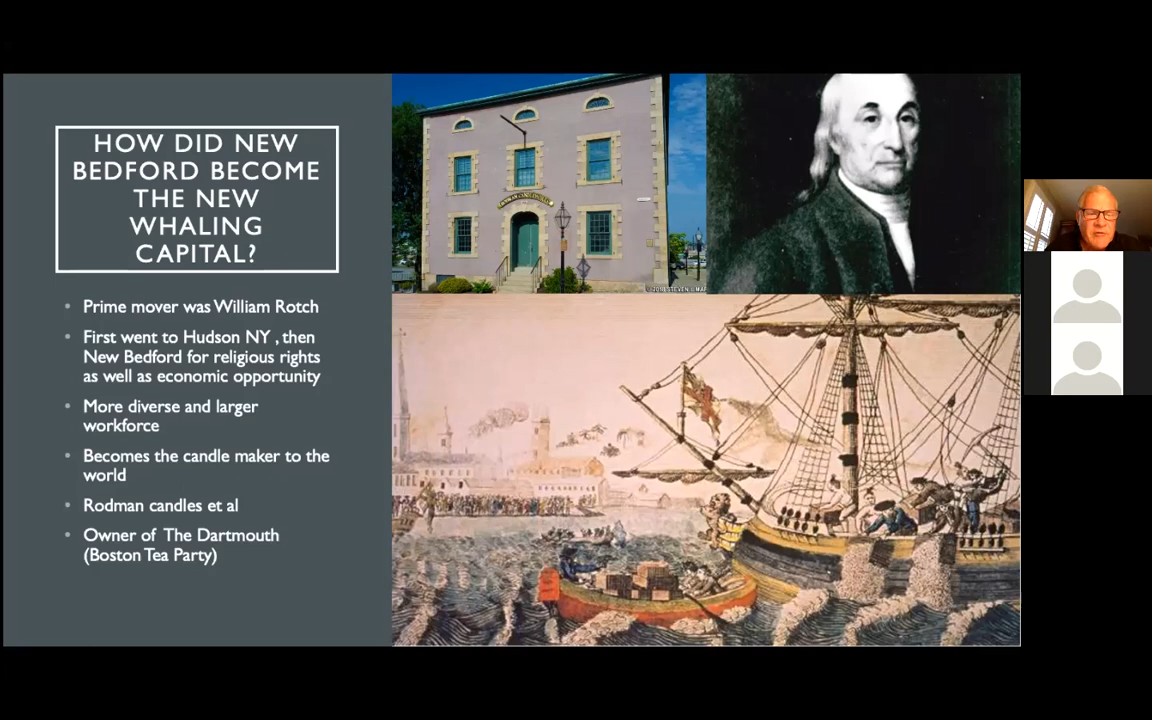 HOW DID NEW
BEDFORD BECOME
THE NEW
WHALING
CAPITAL?
• Prime mover was William Rotch
• First went to Hudson NY , then
New Bedford for religious rights
as well as economic opportunity
• More diverse and larger
workforce
• Becomes the candle maker to the
world
• Rodman candles et al
• Owner of The Dartmouth
(Boston Tea Party)